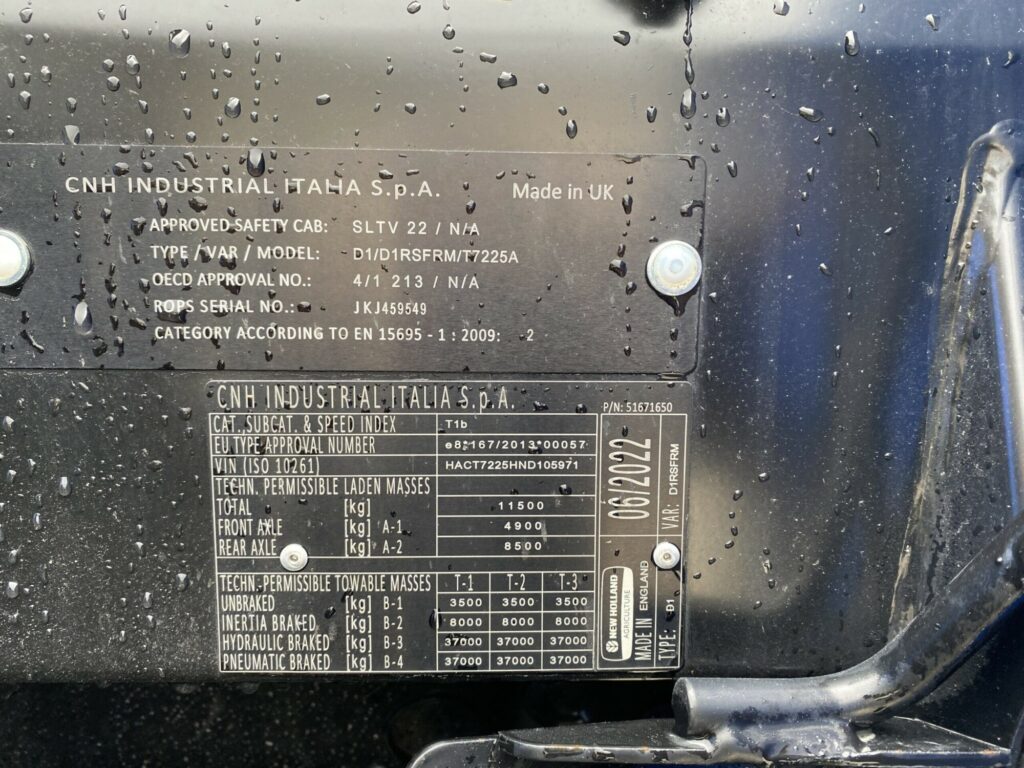 CNH INDUSTRIAL ITALIA S.p.A. Made in UK
APPROVED SAFETY CAB: SLTV 22 / N/A
TYPE / VAR / MODEL: D1/D1RSFRM/T7225A
OECD APPROVAL NO.: 4/1 213 / N/A
ROPS SERIAL NO.: JKJ459549
CATEGORY ACCORDING TO EN 15695 - 1 : 2009: 2
CNH INDUSTRIAL ITALIA S.p.A. P/N: 51671650
CAT. SUBCAT. & SPEED INDEX T1b
EU TYPE APPROVAL NUMBER e8*167/2013*00057
VIN (ISO 10261) HACT7225HND105971
TECHN. PERMISSIBLE LADEN MASSES
TOTAL [kg] 11500
FRONT AXLE [kg] A-1 4900
REAR AXLE [kg] A-2 8500
TECHN. PERMISSIBLE TOWABLE MASSES T-1 T-2 T-3
UNBRAKED [kg] B-1 3500 3500 3500
INERTIA BRAKED [kg] B-2 8000 8000 8000
HYDRAULIC BRAKED [kg] B-3 37000 37000 37000
PNEUMATIC BRAKED [kg] B-4 37000 37000 37000
06/2022
VAR: D1RSFRM
NEW HOLLAND
AGRICULTURE
MADE IN ENGLAND
TYPE: D1